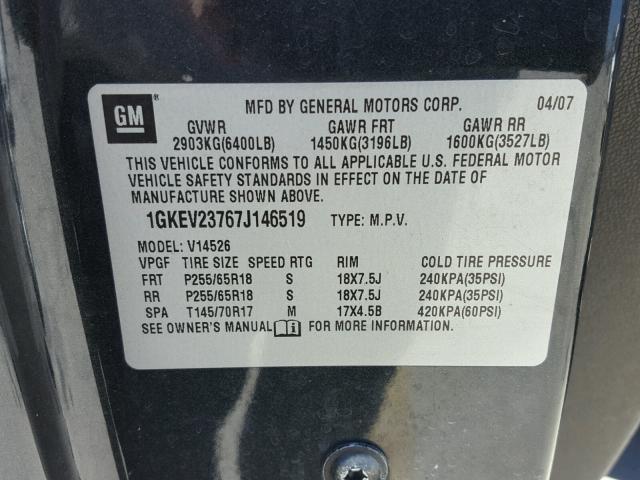 GM® MFD BY GENERAL MOTORS CORP. 04/07
GVWR GAWR FRT GAWR RR
2903KG(6400LB) 1450KG(3196LB) 1600KG(3527LB)
THIS VEHICLE CONFORMS TO ALL APPLICABLE U.S. FEDERAL MOTOR
VEHICLE SAFETY STANDARDS IN EFFECT ON THE DATE OF
MANUFACTURE SHOWN ABOVE.
1GKEV23767J146519 TYPE: M.P.V.
MODEL: V14526
VPGF TIRE SIZE SPEED RTG RIM COLD TIRE PRESSURE
FRT P255/65R18 S 18X7.5J 240KPA(35PSI)
RR P255/65R18 S 18X7.5J 240KPA(35PSI)
SPA T145/70R17 M 17X4.5B 420KPA(60PSI)
SEE OWNER'S MANUAL FOR MORE INFORMATION.